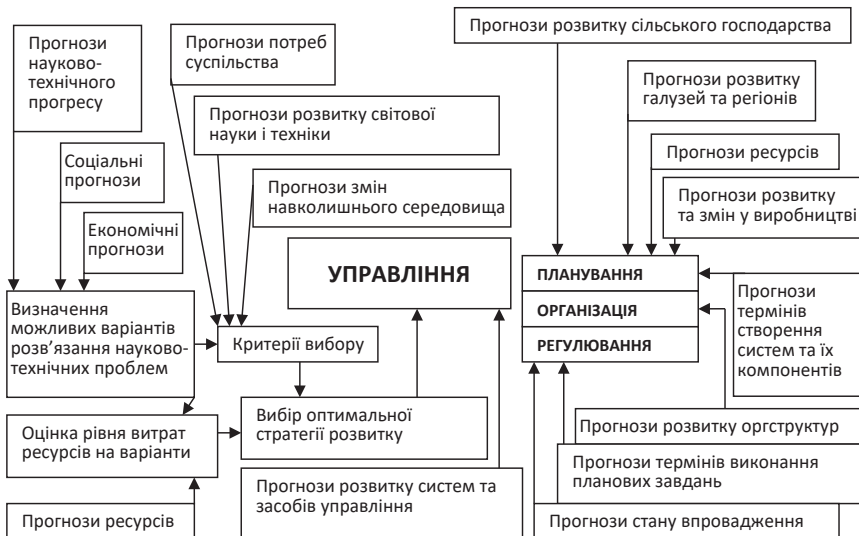 Прогнози
науково-
технічного
прогресу
Прогнози потреб
суспільства
Прогнози розвитку сільського господарства
Прогнози розвитку світової
науки і техніки
Прогнози розвитку
галузей та регіонів
Соціальні
прогнози
Прогнози ресурсів
Прогнози змін
навколишнього середовища
Прогнози розвитку
та змін у виробництві
Економічні
прогнози
УПРАВЛІННЯ
ПЛАНУВАННЯ
ОРГАНІЗАЦІЯ
РЕГУЛЮВАННЯ
Прогнози
термінів
створення
систем та їх
компонентів
Визначення
можливих варіантів
розв’язання науково-
технічних проблем
Критерії вибору
Оцінка рівня витрат
ресурсів на варіанти
Вибір оптимальної
стратегії розвитку
Прогнози розвитку оргструктур
Прогнози термінів виконання
планових завдань
Прогнози розвитку систем та
засобів управління
Прогнози ресурсів
Прогнози стану впровадження